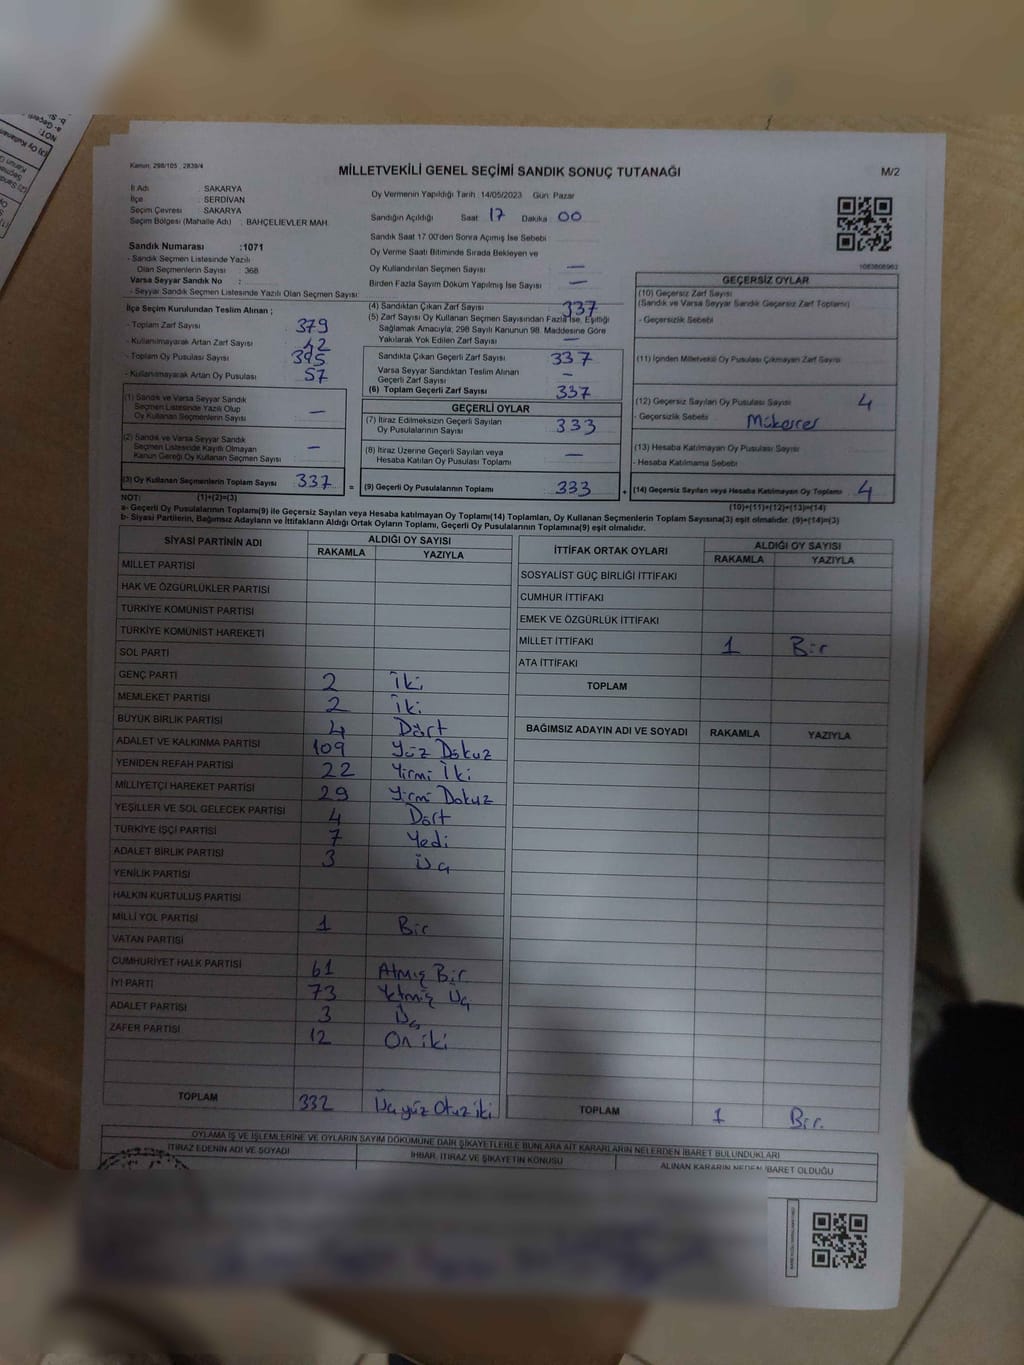 Kanun: 298/105 2839/4
MİLLETVEKİLİ GENEL SEÇİMİ SANDIK SONUÇ TUTANAĞI
M/2
İl Adı : SAKARYA
İlçe : SERDİVAN
Seçim Çevresi : SAKARYA
Seçim Bölgesi (Mahalle Adı) : BAHÇELİEVLER MAH.
Oy Vermenin Yapıldığı Tarih : 14/05/2023 Gün: Pazar
Sandığın Açıldığı Saat 17 Dakika 00
Sandık Saat 17.00'den Sonra Açımış İse Sebebi
Oy Verme Saati Bitiminde Sırada Bekleyen ve
Oy Kullandırılan Seçmen Sayısı —
Birden Fazla Sayım Döküm Yapılmış İse Sayısı —
Sandık Numarası :1071
- Sandık Seçmen Listesinde Yazılı
Olan Seçmenlerin Sayısı : 368
Varsa Seyyar Sandık No :
- Seyyar Sandık Seçmen Listesinde Yazılı Olan Seçmen Sayısı:
İlçe Seçim Kurulundan Teslim Alınan ;
- Toplam Zarf Sayısı 379
- Kullanılmayarak Artan Zarf Sayısı 42
- Toplam Oy Pusulası Sayısı 395
- Kullanılmayarak Artan Oy Pusulası 57
(1) Sandık ve Varsa Seyyar Sandık
Seçmen Listesinde Yazılı Olup
Oy Kullanan Seçmenlerin Sayısı —
(2) Sandık ve Varsa Seyyar Sandık
Seçmen Listesinde Kayıtlı Olmayan
Kanun Gereği Oy Kullanan Seçmen Sayısı —
(3) Oy Kullanan Seçmenlerin Toplam Sayısı 337
(4) Sandıktan Çıkan Zarf Sayısı 337
(5) Zarf Sayısı Oy Kullanan Seçmen Sayısından Fazla İse, Eşitliği
Sağlamak Amacıyla; 298 Sayılı Kanunun 98. Maddesine Göre
Yakılarak Yok Edilen Zarf Sayısı —
Sandıkta Çıkan Geçerli Zarf Sayısı 337
Varsa Seyyar Sandıktan Teslim Alınan
Geçerli Zarf Sayısı —
(6) Toplam Geçerli Zarf Sayısı 337
GEÇERLİ OYLAR
(7) İtiraz Edilmeksizin Geçerli Sayılan
Oy Pusulalarının Sayısı 333
(8) İtiraz Üzerine Geçerli Sayılan veya
Hesaba Katılan Oy Pusulası Toplamı —
= (9) Geçerli Oy Pusulalarının Toplamı 333 +
1083808963
GEÇERSİZ OYLAR
(10) Geçersiz Zarf Sayısı
(Sandık ve Varsa Seyyar Sandık Geçersiz Zarf Toplamı)
- Geçersizlik Sebebi
(11) İçinden Milletvekili Oy Pusulası Çıkmayan Zarf Sayısı
(12) Geçersiz Sayılan Oy Pusulası Sayısı 4
- Geçersizlik Sebebi Mükerrer
(13) Hesaba Katılmayan Oy Pusulası Sayısı
- Hesaba Katılmama Sebebi
(14) Geçersiz Sayılan veya Hesaba Katılmayan Oy Toplamı 4
NOT: (1)+(2)=(3) (10)+(11)+(12)+(13)=(14)
a- Geçerli Oy Pusulalarının Toplamı(9) ile Geçersiz Sayılan veya Hesaba katılmayan Oy Toplamı(14) Toplamları, Oy Kullanan Seçmenlerin Toplam Sayısına(3) eşit olmalıdır. (9)+(14)=(3)
b- Siyasi Partilerin, Bağımsız Adayların ve İttifakların Aldığı Ortak Oyların Toplamı, Geçerli Oy Pusulalarının Toplamına(9) eşit olmalıdır.
SİYASİ PARTİNİN ADI ALDIĞI OY SAYISI
RAKAMLA YAZIYLA
MİLLET PARTİSİ
HAK VE ÖZGÜRLÜKLER PARTİSİ
TÜRKİYE KOMÜNİST PARTİSİ
TÜRKİYE KOMÜNİST HAREKETİ
SOL PARTİ
GENÇ PARTİ 2 İki
MEMLEKET PARTİSİ 2 İki
BÜYÜK BİRLİK PARTİSİ 4 Dört
ADALET VE KALKINMA PARTİSİ 109 Yüz Dokuz
YENİDEN REFAH PARTİSİ 22 Yirmi İki
MİLLİYETÇİ HAREKET PARTİSİ 29 Yirmi Dokuz
YEŞİLLER VE SOL GELECEK PARTİSİ 4 Dört
TÜRKİYE İŞÇİ PARTİSİ 7 Yedi
ADALET BİRLİK PARTİSİ 3 Üç
YENİLİK PARTİSİ
HALKIN KURTULUŞ PARTİSİ
MİLLİ YOL PARTİSİ 1 Bir
VATAN PARTİSİ
CUMHURİYET HALK PARTİSİ 61 Atmış Bir
İYİ PARTİ 73 Yetmiş Üç
ADALET PARTİSİ 3 Üç
ZAFER PARTİSİ 12 On iki
TOPLAM 332 Üçyüz Otuz iki
İTTİFAK ORTAK OYLARI ALDIĞI OY SAYISI
RAKAMLA YAZIYLA
SOSYALİST GÜÇ BİRLİĞİ İTTİFAKI
CUMHUR İTTİFAKI
EMEK VE ÖZGÜRLÜK İTTİFAKI
MİLLET İTTİFAKI 1 Bir
ATA İTTİFAKI
TOPLAM
BAĞIMSIZ ADAYIN ADI VE SOYADI RAKAMLA YAZIYLA
TOPLAM 1 Bir.
OYLAMA İŞ VE İŞLEMLERİNE VE OYLARIN SAYIM DÖKÜMÜNE DAİR ŞİKAYETLERLE BUNLARA AİT KARARLARIN NELERDEN İBARET BULUNDUKLARI
İTİRAZ EDENİN ADI VE SOYADI İHBAR, İTİRAZ VE ŞİKAYETİN KONUSU ALINAN KARARIN NEDEN İBARET OLDUĞU